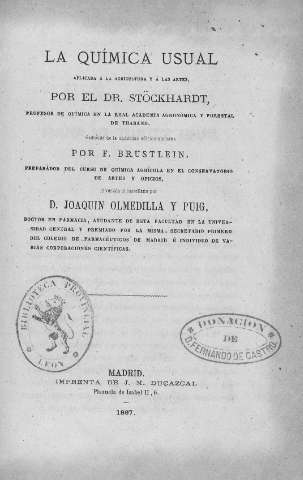 LA QUÍMICA USUAL
APLICADA Á LA AGRICULTURA Y Á LAS ARTES,
POR EL DR. STÖCKHARDT,
PROFESOR DE QUÍMICA EN LA REAL ACADEMIA AGRONÓMICA Y FORESTAL
DE THARAND.
POR F. BRUSTLEIN,
PREPARADOR DEL CURSO DE QUÍMICA AGRÍCOLA EN EL CONSERVATORIO
DE ARTES Y OFICIOS,
D. JOAQUIN OLMEDILLA Y PUIG,
DOCTOR EN FARMACIA, AYUDANTE DE ESTA FACULTAD EN LA UNIVER-
SIDAD CENTRAL Y PREMIADO POR LA MISMA, SECRETARIO PRIMERO
DEL COLEGIO DE FARMACÉUTICOS DE MADRID É INDIVIDUO DE VA-
RIAS CORPORACIONES CIENTÍFICAS.
BIBLIOTECA PROVINCIAL
LEON
DONACION
DE
D. FERNANDO DE CASTRO.
MADRID.
IMPRENTA DE J. M. DUCAZCAL
Plazuela de Isabel II, 6.
1867.